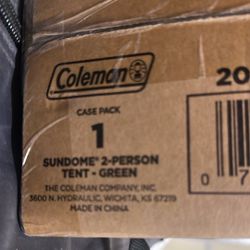 Coleman
20
CASE PACK
1
SUNDOME® 2-PERSON
TENT - GREEN
THE COLEMAN COMPANY, INC.
3600 N. HYDRAULIC, WICHITA, KS 67219
MADE IN CHINA
0 7